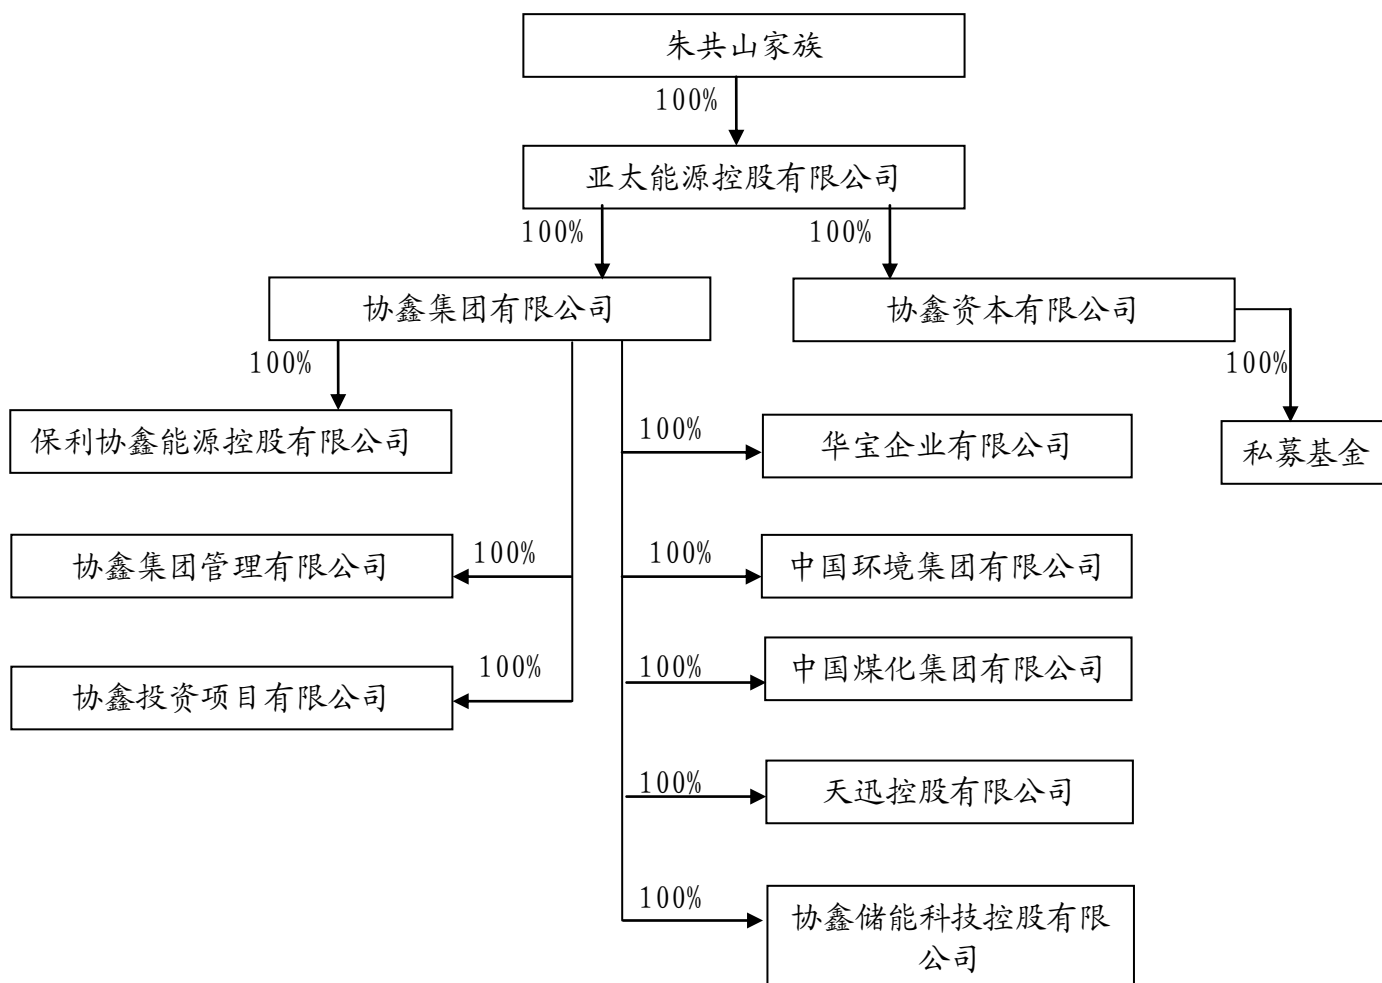 朱共山家族
100%
亚太能源控股有限公司
100%
100%
协鑫集团有限公司
协鑫资本有限公司
100%
100%
保利协鑫能源控股有限公司
100%
华宝企业有限公司
私募基金
协鑫集团管理有限公司
100%
100%
中国环境集团有限公司
协鑫投资项目有限公司
100%
100%
中国煤化集团有限公司
100%
天迅控股有限公司
100%
协鑫储能科技控股有限
公司